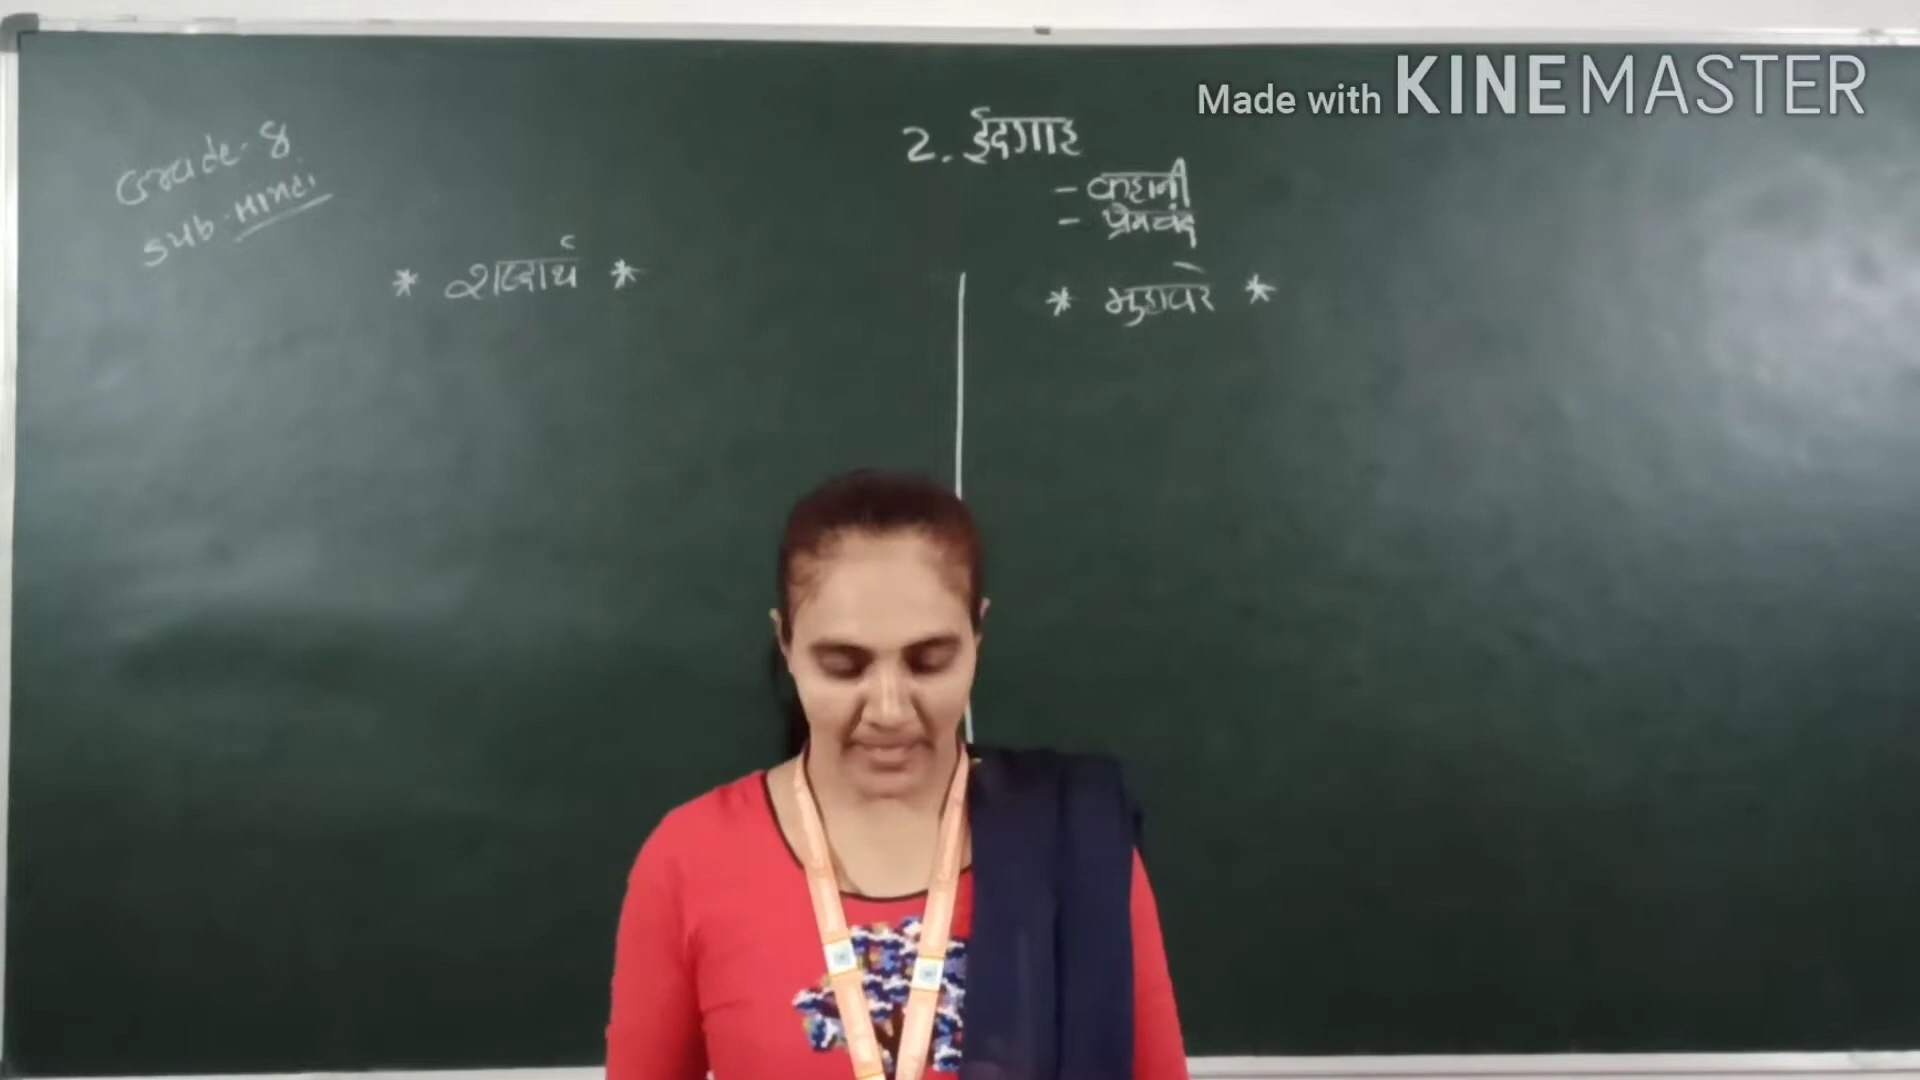 Made with KINEMASTER
Grade-8
Sub-Hindi
2. ईदगाह
- कहानी
- प्रेमचंद
* शब्दार्थ *
* मुहावरे *